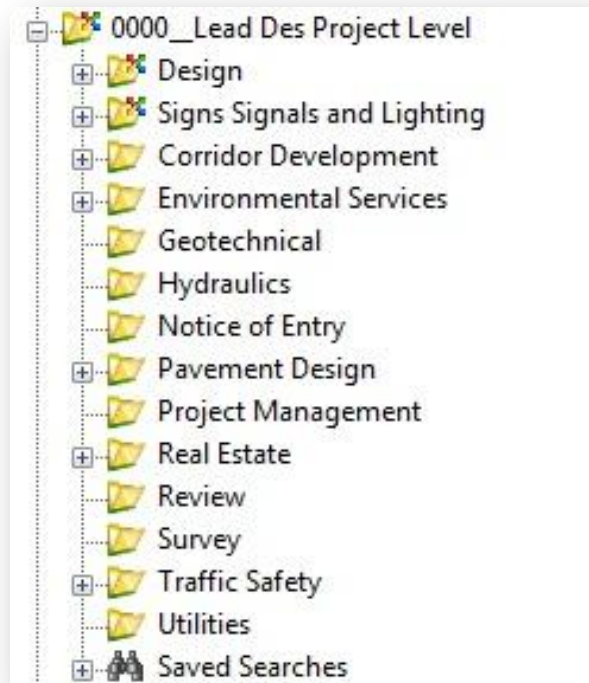 0000__Lead Des Project Level
Design
Signs Signals and Lighting
Corridor Development
Environmental Services
Geotechnical
Hydraulics
Notice of Entry
Pavement Design
Project Management
Real Estate
Review
Survey
Traffic Safety
Utilities
Saved Searches